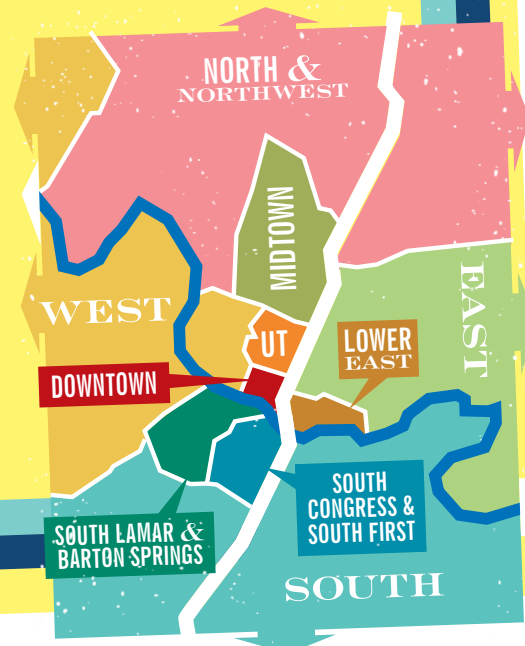 NORTH &
NORTHWEST
MIDTOWN
EAST
WEST
UT
LOWER
EAST
DOWNTOWN
SOUTH
CONGRESS &
SOUTH FIRST
SOUTH LAMAR &
BARTON SPRINGS
SOUTH